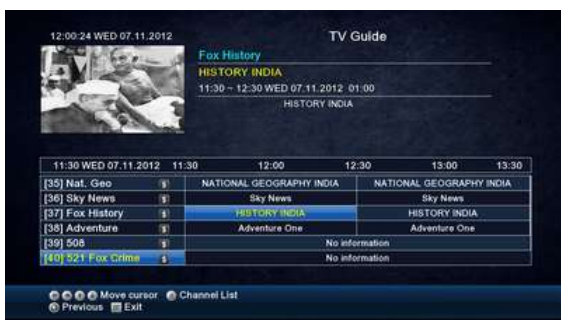 12:00:24 WED 07.11.2012
TV Guide
Fox History
HISTORY INDIA
11:30 ~ 12:30 WED 07.11.2012 01:00
HISTORY INDIA
11:30 WED 07.11.2012 11:30 12:00 12:30 13:00 13:30
[35] Nat. Geo $ NATIONAL GEOGRAPHY INDIA NATIONAL GEOGRAPHY INDIA
[36] Sky News $ Sky News Sky News
[37] Fox History $ HISTORY INDIA HISTORY INDIA
[38] Adventure $ Adventure One Adventure One
[39] 508 $ No information
[40] 521 Fox Crime $ No information
Move cursor Channel List
Previous Exit